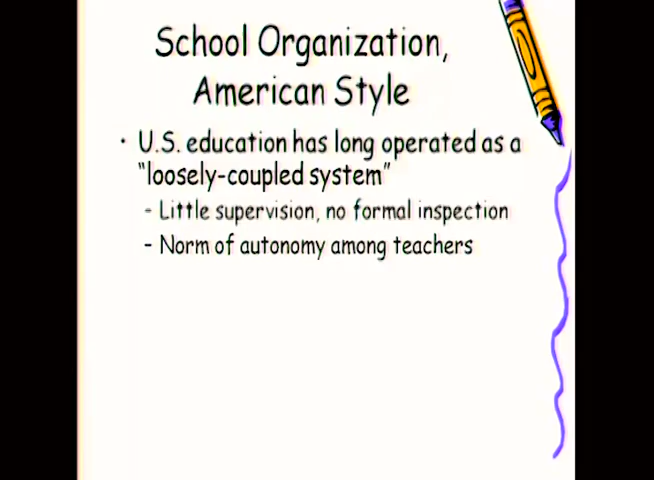 School Organization,
American Style
· U.S. education has long operated as a
"loosely-coupled system"
- Little supervision, no formal inspection
- Norm of autonomy among teachers